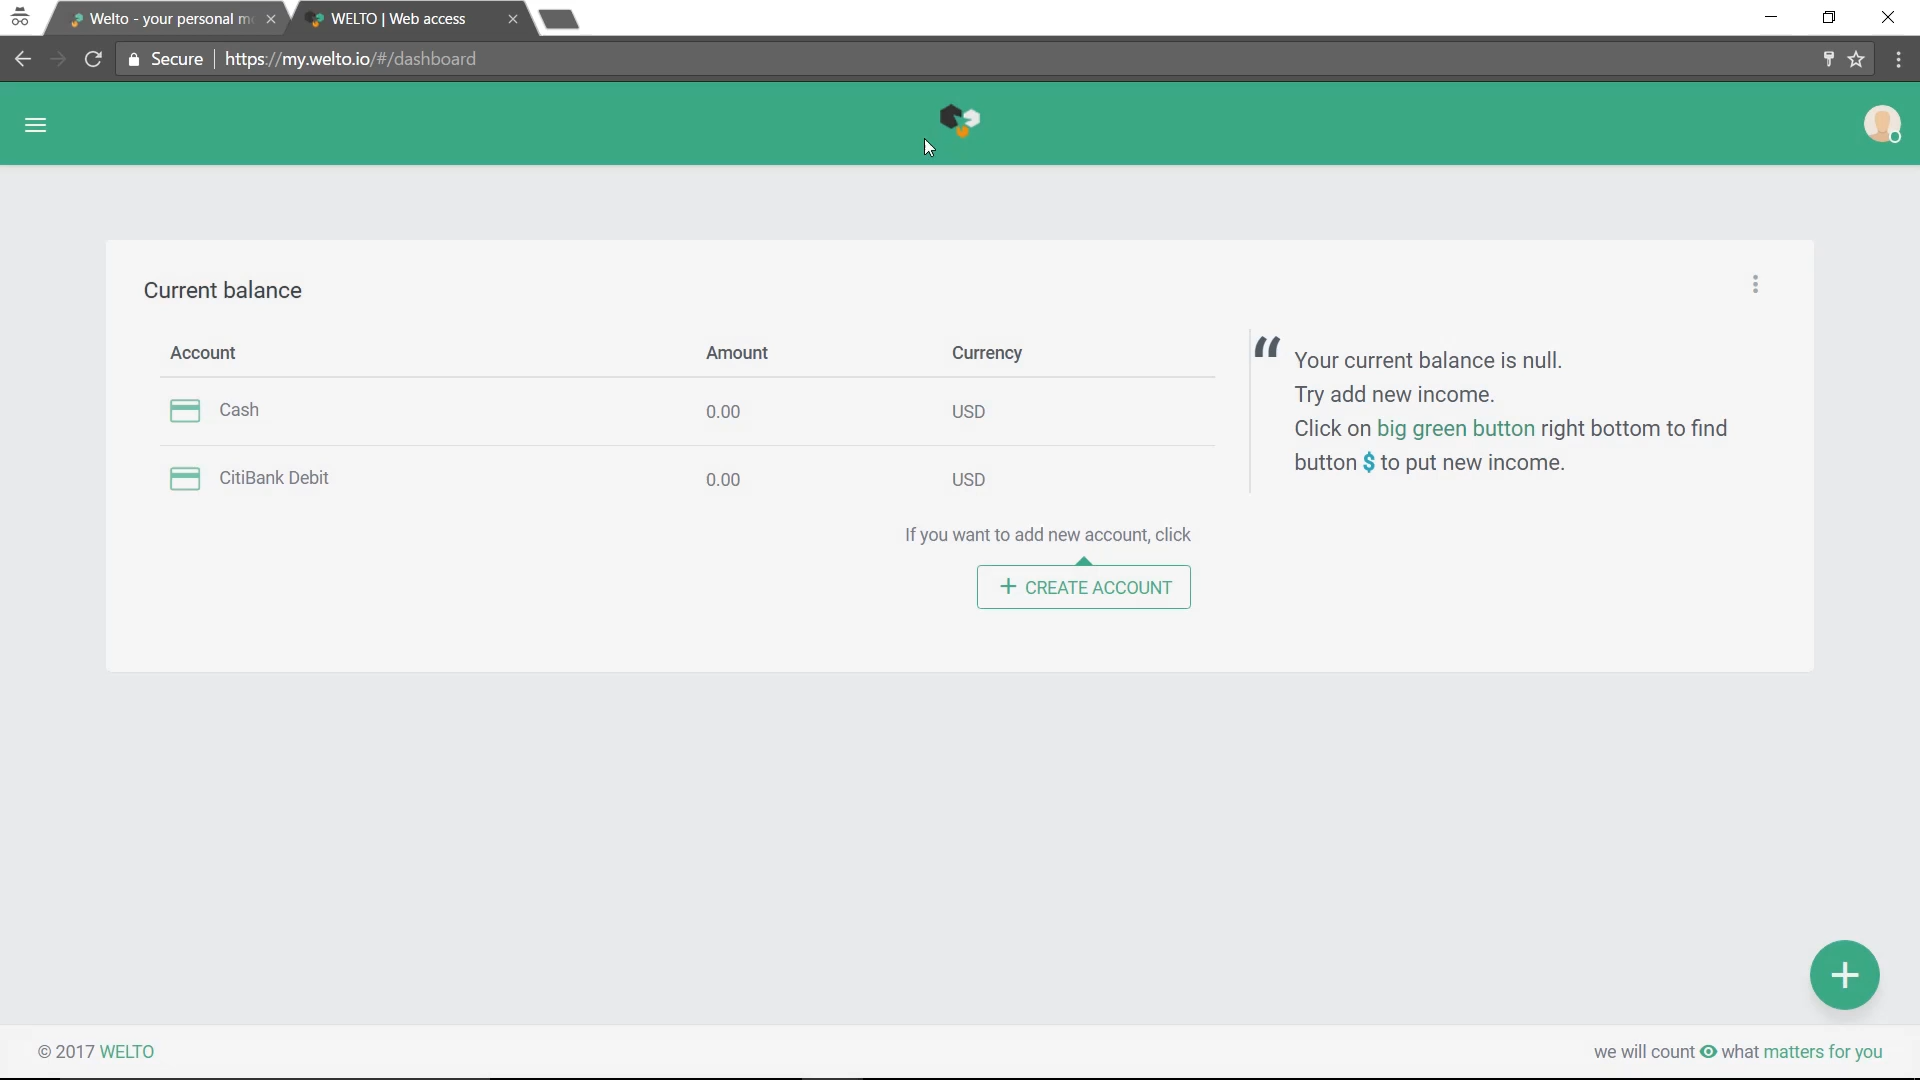 Welto - your personal m
WELTO | Web access
Secure
https://my.welto.io/#/dashboard
Current balance
Account Amount Currency
Cash 0.00 USD
CitiBank Debit 0.00 USD
“ Your current balance is null.
Try add new income.
Click on big green button right bottom to find
button $ to put new income.
If you want to add new account, click
+ CREATE ACCOUNT
+
© 2017 WELTO
we will count what matters for you